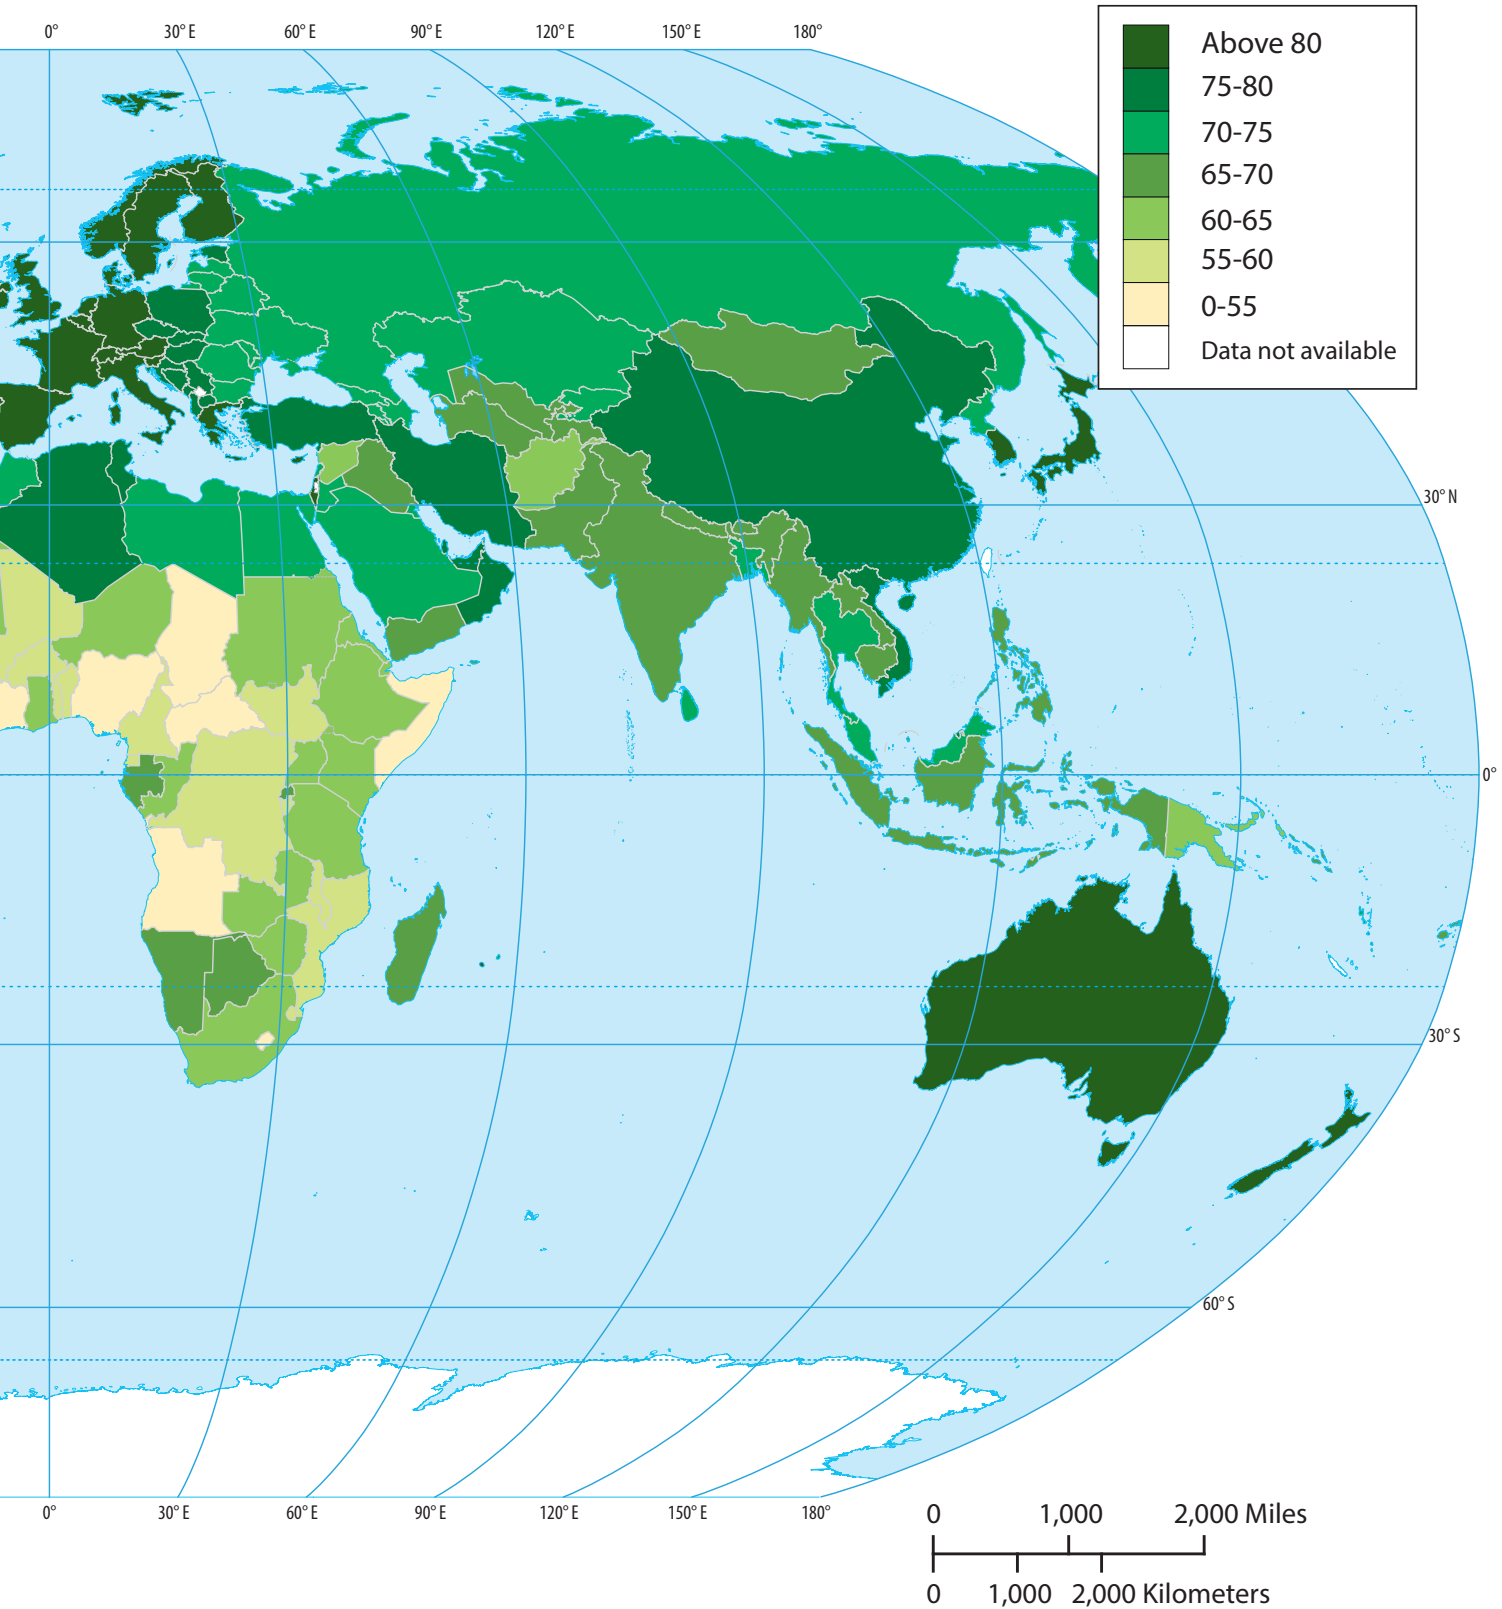 0° 30° E 60° E 90° E 120° E 150° E 180°
Above 80
75-80
70-75
65-70
60-65
55-60
0-55
Data not available
30° N
0°
30° S
60° S
0° 30° E 60° E 90° E 120° E 150° E 180°
0 1,000 2,000 Miles
0 1,000 2,000 Kilometers